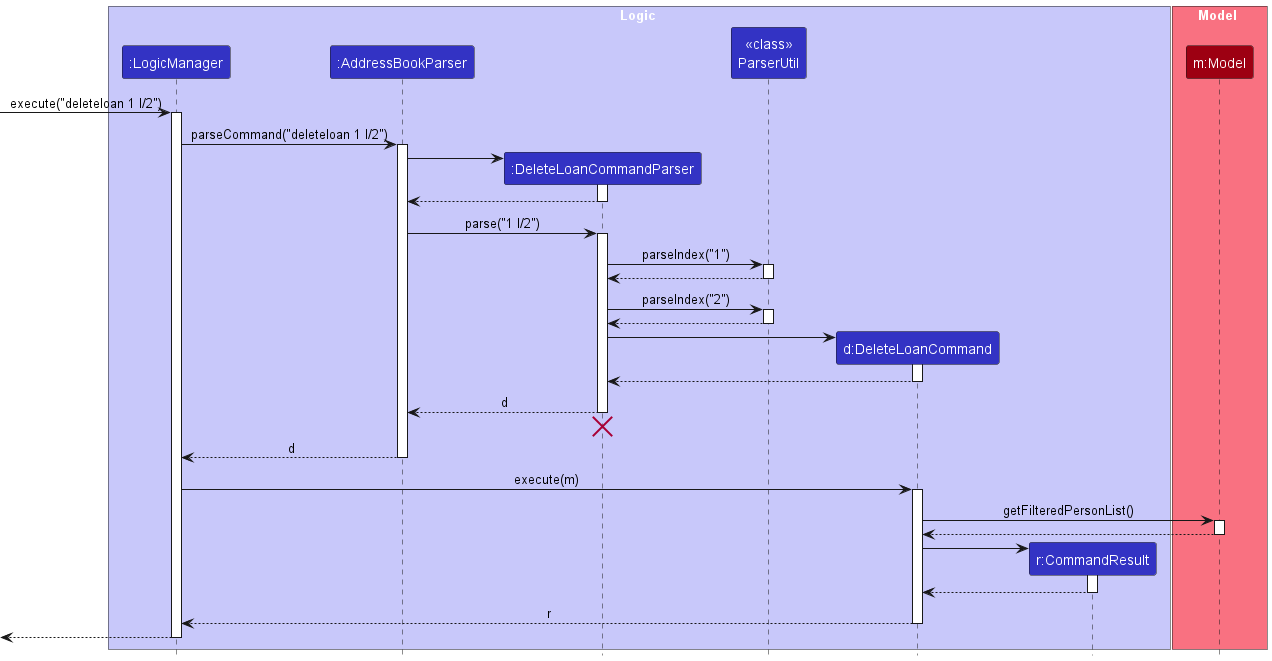 Logic
Model
«class»
ParserUtil
:LogicManager
:AddressBookParser
m:Model
execute("deleteloan 1 l/2")
parseCommand("deleteloan 1 l/2")
:DeleteLoanCommandParser
parse("1 l/2")
parseIndex("1")
parseIndex("2")
d:DeleteLoanCommand
d
d
execute(m)
getFilteredPersonList()
r:CommandResult
r